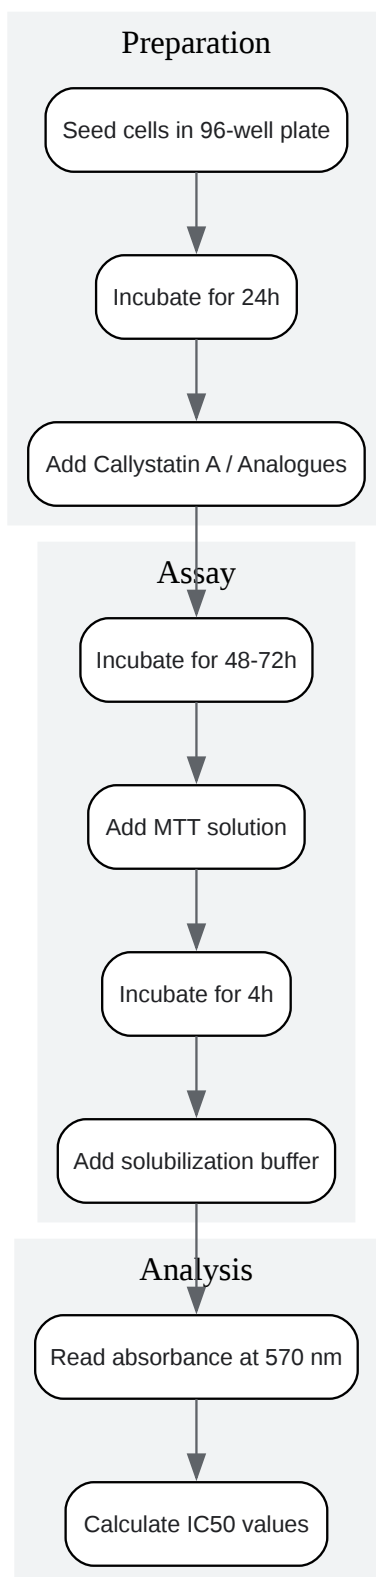 Preparation
Seed cells in 96-well plate
Incubate for 24h
Add Callystatin A / Analogues
Assay
Incubate for 48-72h
Add MTT solution
Incubate for 4h
Add solubilization buffer
Analysis
Read absorbance at 570 nm
Calculate IC50 values